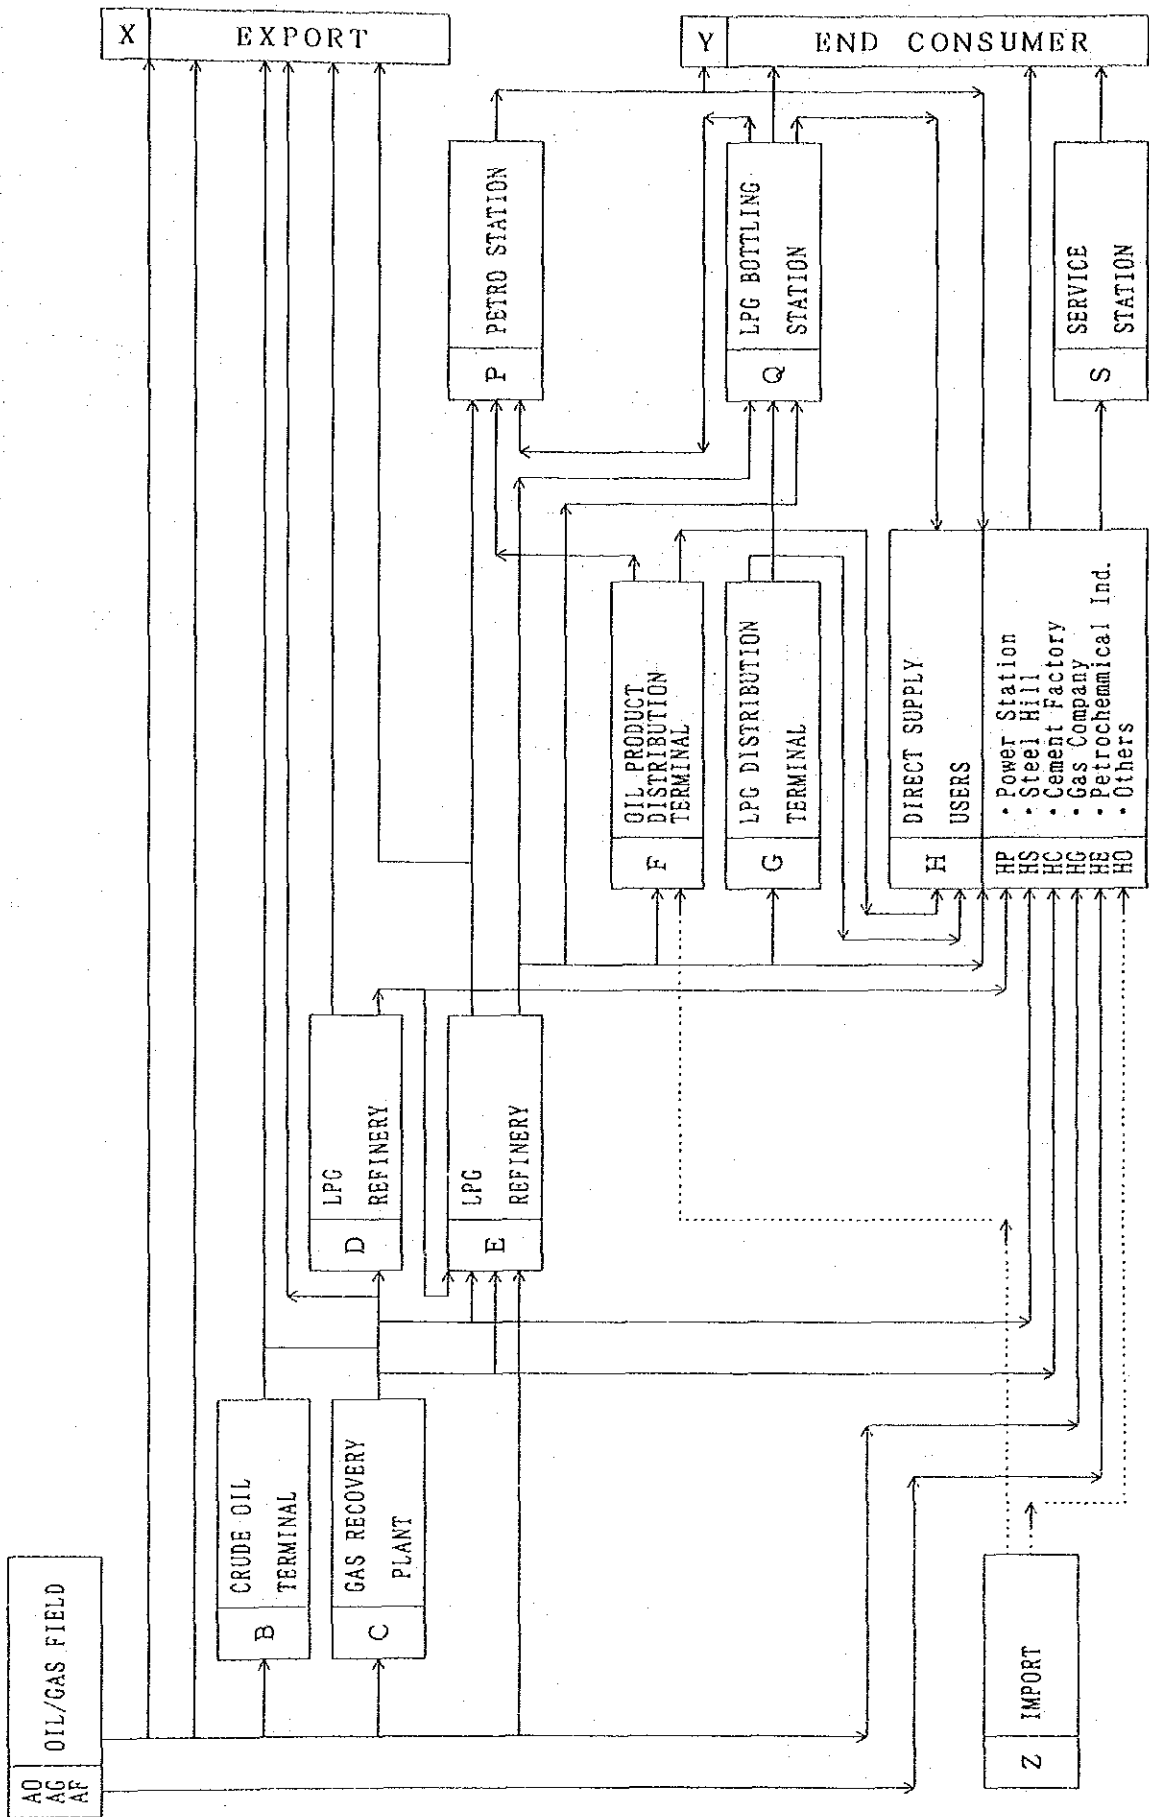 AO
AG
AF
OIL/GAS FIELD
B
CRUDE OIL
TERMINAL
C
GAS RECOVERY
PLANT
Z
IMPORT
D
LPG
REFINERY
E
LPG
REFINERY
F
OIL PRODUCT
DISTRIBUTION
TERMINAL
G
LPG DISTRIBUTION
TERMINAL
H
DIRECT SUPPLY
USERS
HP • Power Station
HS • Steel Hill
HC • Cement Factory
HG • Gas Company
HE • Petrochemmical Ind.
HO • Others
P
PETRO STATION
Q
LPG BOTTLING
STATION
S
SERVICE
STATION
X
EXPORT
Y
END CONSUMER